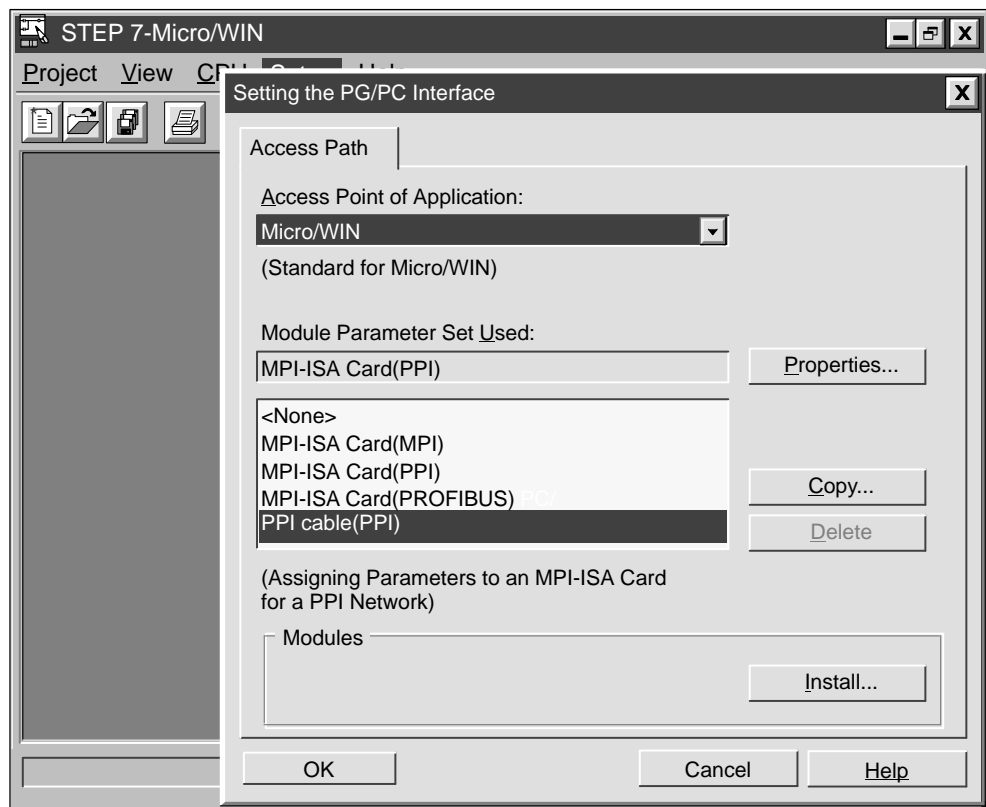 STEP 7-Micro/WIN
Project View
Setting the PG/PC Interface
Access Path
Access Point of Application:
Micro/WIN
(Standard for Micro/WIN)
Module Parameter Set Used:
MPI-ISA Card(PPI)
Properties...
<None>
MPI-ISA Card(MPI)
MPI-ISA Card(PPI)
MPI-ISA Card(PROFIBUS) PC/
PPI cable(PPI)
Copy...
Delete
(Assigning Parameters to an MPI-ISA Card
for a PPI Network)
Modules
Install...
OK
Cancel
Help